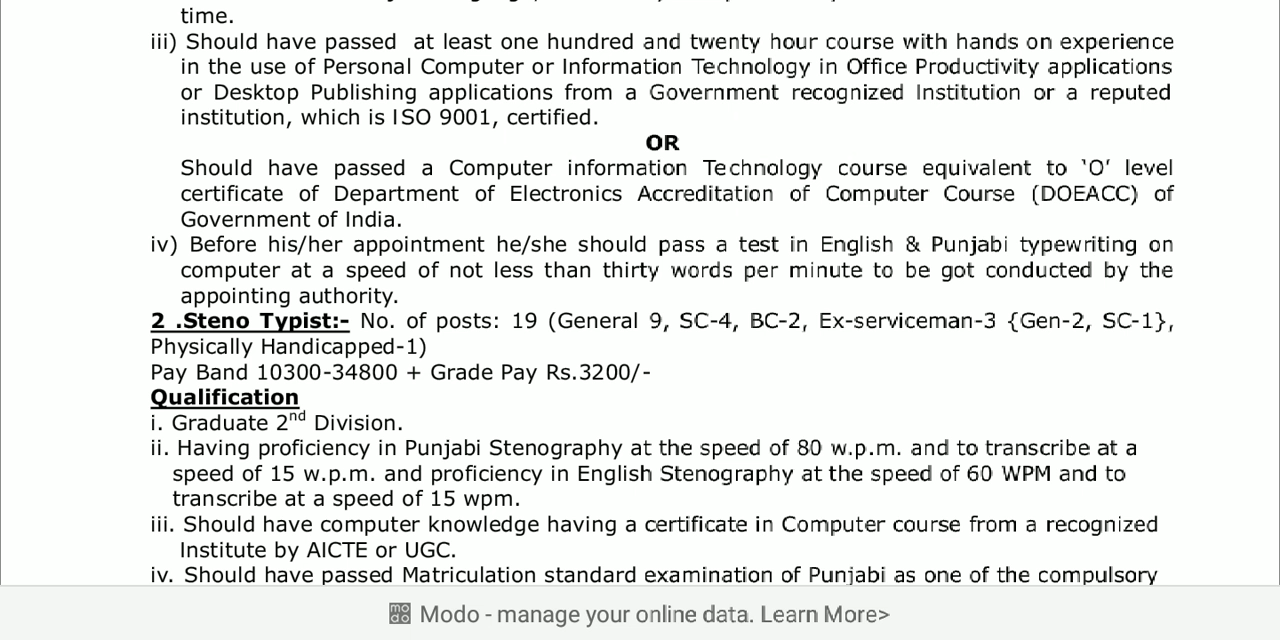 time.
iii) Should have passed at least one hundred and twenty hour course with hands on experience
in the use of Personal Computer or Information Technology in Office Productivity applications
or Desktop Publishing applications from a Government recognized Institution or a reputed
institution, which is ISO 9001, certified.
OR
Should have passed a Computer information Technology course equivalent to 'O' level
certificate of Department of Electronics Accreditation of Computer Course (DOEACC) of
Government of India.
iv) Before his/her appointment he/she should pass a test in English & Punjabi typewriting on
computer at a speed of not less than thirty words per minute to be got conducted by the
appointing authority.
2 .Steno Typist:- No. of posts: 19 (General 9, SC-4, BC-2, Ex-serviceman-3 {Gen-2, SC-1},
Physically Handicapped-1)
Pay Band 10300-34800 + Grade Pay Rs.3200/-
Qualification
i. Graduate 2nd Division.
ii. Having proficiency in Punjabi Stenography at the speed of 80 w.p.m. and to transcribe at a
speed of 15 w.p.m. and proficiency in English Stenography at the speed of 60 WPM and to
transcribe at a speed of 15 wpm.
iii. Should have computer knowledge having a certificate in Computer course from a recognized
Institute by AICTE or UGC.
iv. Should have passed Matriculation standard examination of Punjabi as one of the compulsory
modo Modo - manage your online data. Learn More>